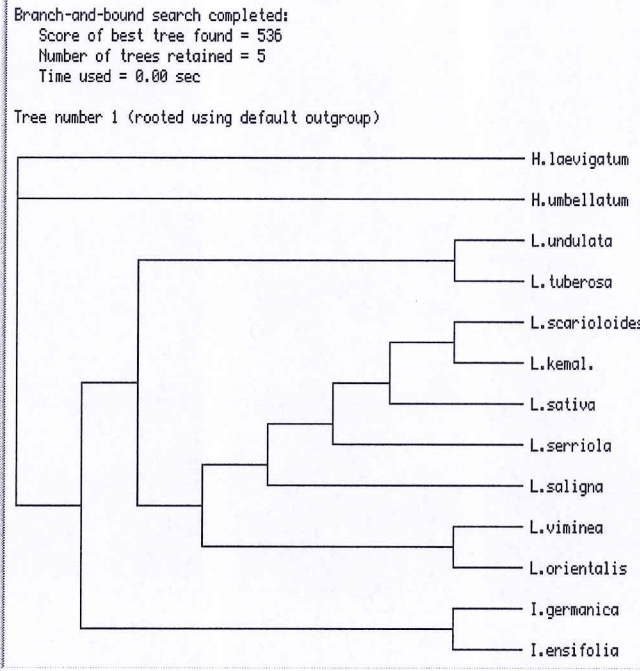 Branch-and-bound search completed:
Score of best tree found = 536
Number of trees retained = 5
Time used = 0.00 sec
Tree number 1 (rooted using default outgroup)
H.laevigatum
H.umbellatum
L.undulata
L.tuberosa
L.scarioloides
L.kemal.
L.sativa
L.serriola
L.saligna
L.viminea
L.orientalis
I.germanica
I.ensifolia